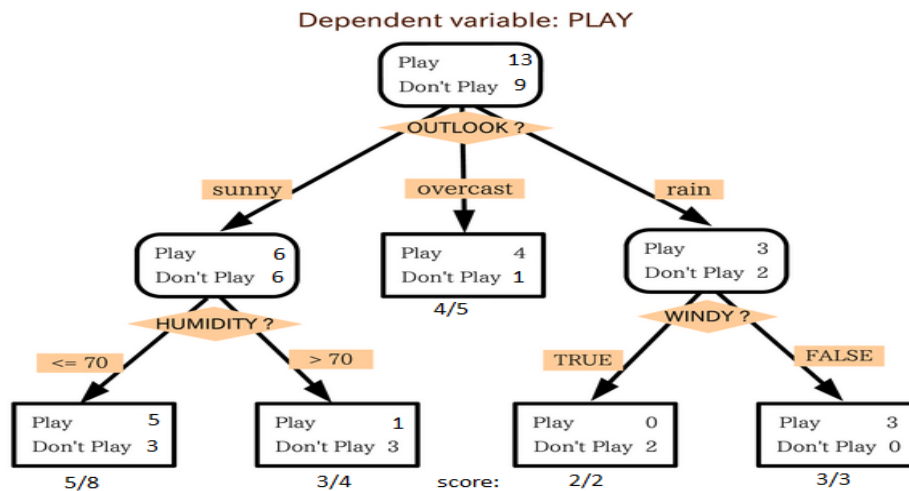 Dependent variable: PLAY
Play 13
Don't Play 9
OUTLOOK ?
sunny
overcast
rain
Play 6
Don't Play 6
Play 4
Don't Play 1
Play 3
Don't Play 2
4/5
HUMIDITY ?
WINDY ?
<= 70
> 70
TRUE
FALSE
Play 5
Don't Play 3
Play 1
Don't Play 3
Play 0
Don't Play 2
Play 3
Don't Play 0
5/8
3/4
score:
2/2
3/3